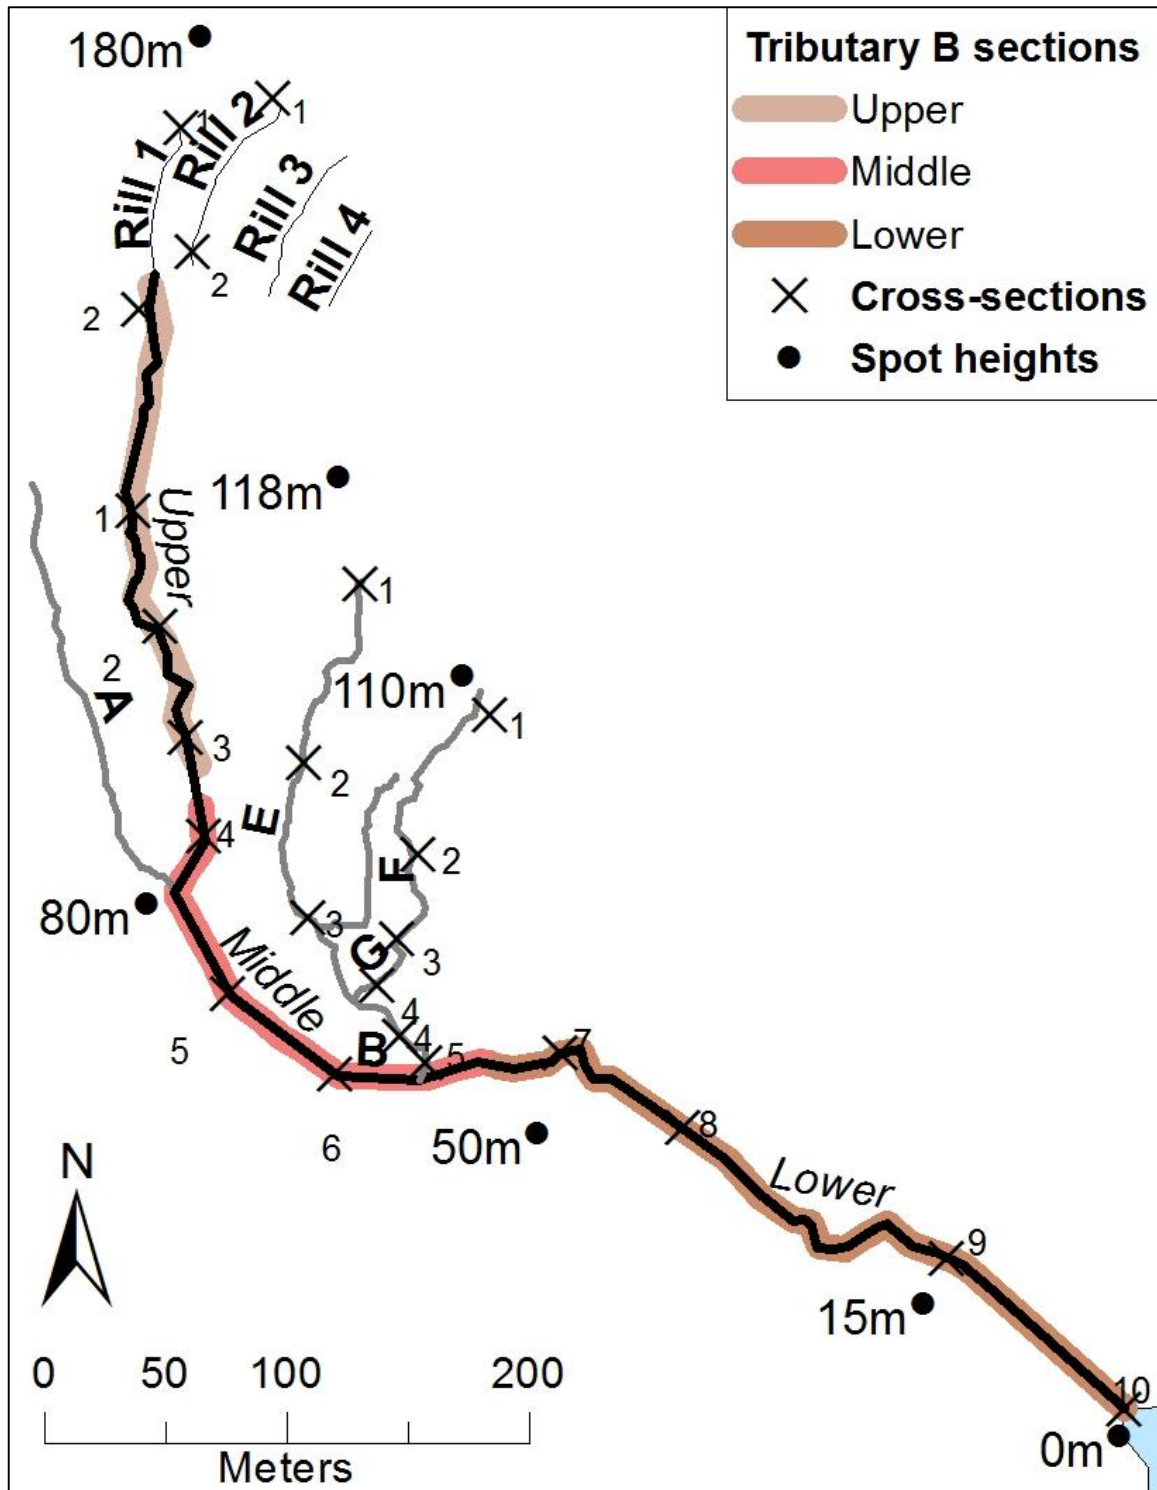 180m
Tributary B sections
Upper
Middle
Lower
Cross-sections
Spot heights
Rill 1
1
Rill 2
1
Rill 3
Rill 4
2
2
118m
1
Upper
1
2
A
110m
1
3
2
E
4
F
2
80m
3
G
3
Middle
4
4
5
B
5
7
6
50m
8
Lower
9
15m
N
0 50 100 200
Meters
10
0m